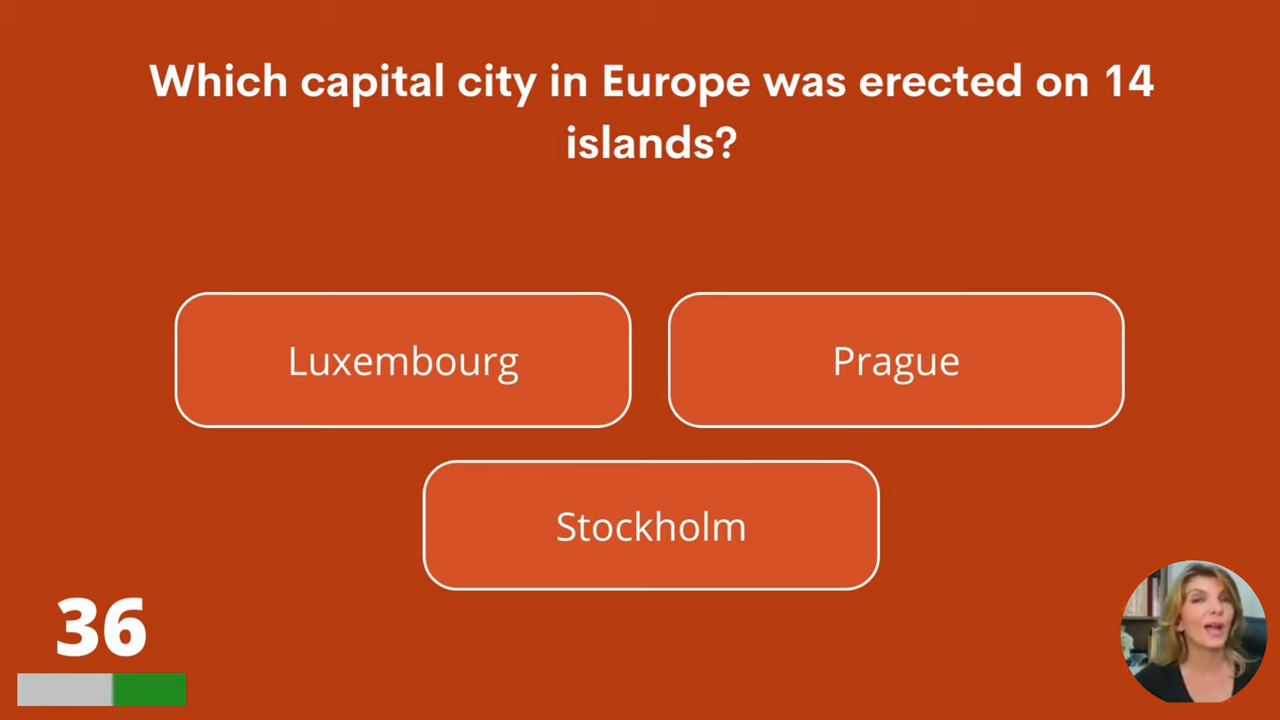 Which capital city in Europe was erected on 14
islands?
Luxembourg
Prague
Stockholm
36